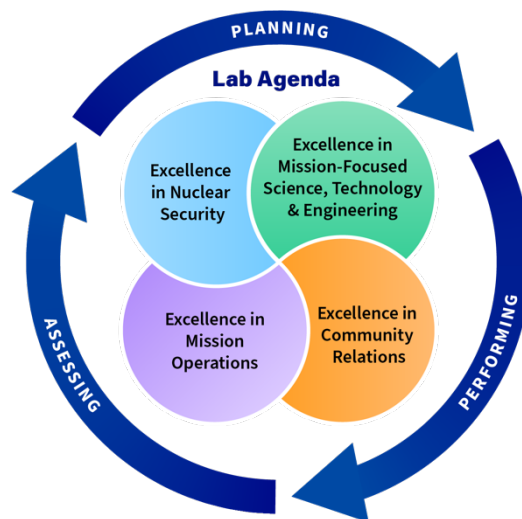 PLANNING
Lab Agenda
Excellence
in Nuclear
Security
Excellence in
Mission-Focused
Science, Technology
& Engineering
Excellence in
Mission
Operations
Excellence in
Community
Relations
ASSESSING
PERFORMING